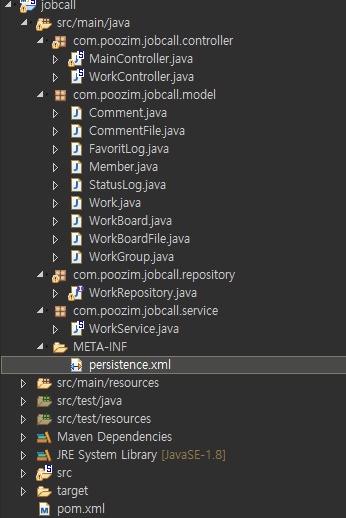 jobcall
src/main/java
com.poozim.jobcall.controller
MainController.java
WorkController.java
com.poozim.jobcall.model
Comment.java
CommentFile.java
FavoritLog.java
Member.java
StatusLog.java
Work.java
WorkBoard.java
WorkBoardFile.java
WorkGroup.java
com.poozim.jobcall.repository
WorkRepository.java
com.poozim.jobcall.service
WorkService.java
META-INF
persistence.xml
src/main/resources
src/test/java
src/test/resources
Maven Dependencies
JRE System Library [JavaSE-1.8]
src
target
pom.xml